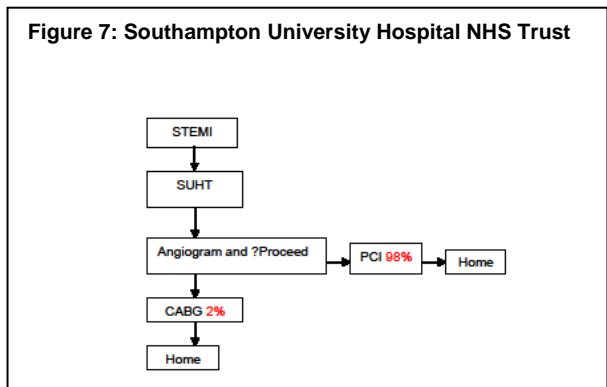 Figure 7: Southampton University Hospital NHS Trust
STEMI
SUHT
Angiogram and ?Proceed
PCI 98%
Home
CABG 2%
Home